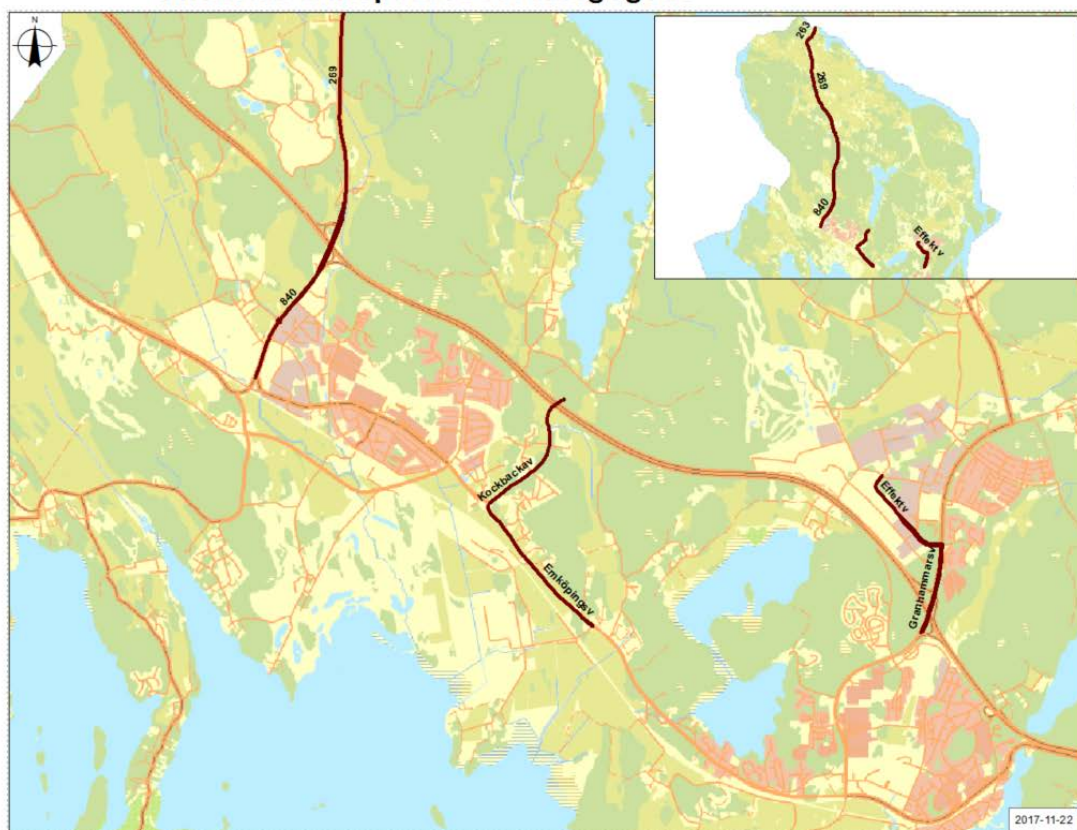 N
269
263
269
840
Effektv
840
Kockbackav
Enköpingsv
Effektv
Granhammarsv
2017-11-22